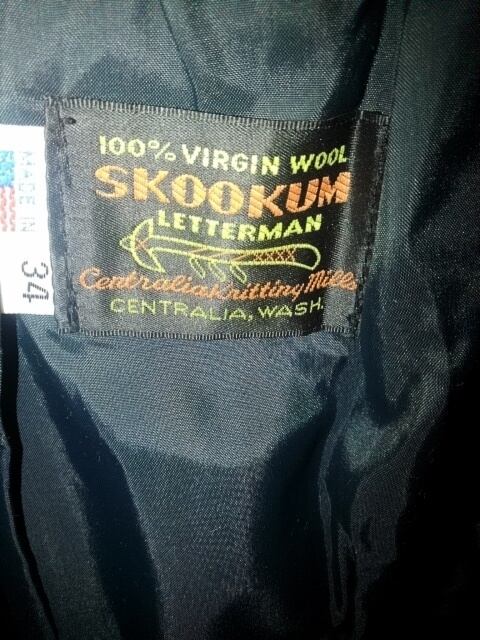 100% VIRGIN WOOL
SKOOKUM
LETTERMAN
Centralia Knitting Mills
CENTRALIA, WASH.
MADE IN
34